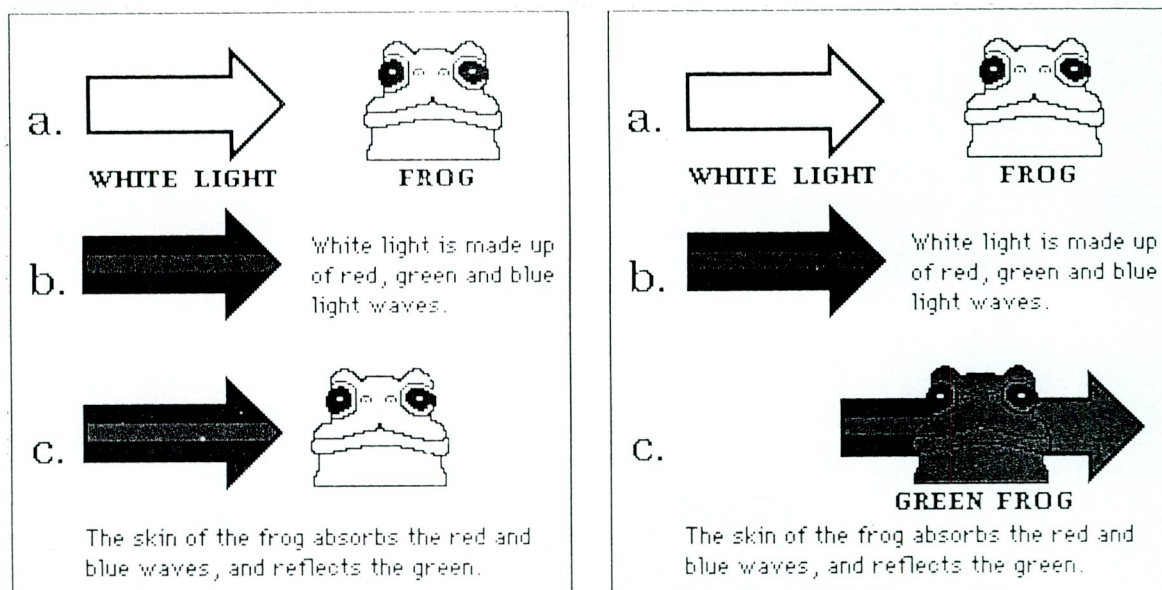 a.
WHITE LIGHT
FROG
b.
White light is made up
of red, green and blue
light waves.
c.
The skin of the frog absorbs the red and
blue waves, and reflects the green.
a.
WHITE LIGHT
FROG
b.
White light is made up
of red, green and blue
light waves.
c.
GREEN FROG
The skin of the frog absorbs the red and
blue waves, and reflects the green.